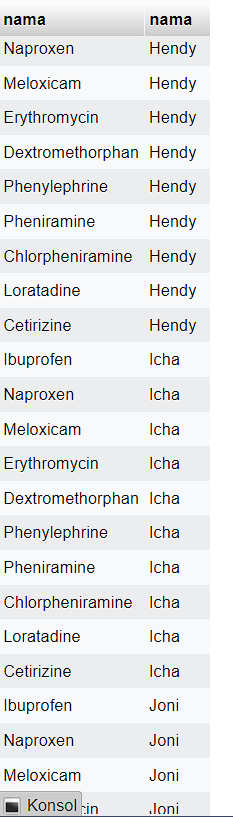 nama nama
Naproxen Hendy
Meloxicam Hendy
Erythromycin Hendy
Dextromethorphan Hendy
Phenylephrine Hendy
Pheniramine Hendy
Chlorpheniramine Hendy
Loratadine Hendy
Cetirizine Hendy
Ibuprofen Icha
Naproxen Icha
Meloxicam Icha
Erythromycin Icha
Dextromethorphan Icha
Phenylephrine Icha
Pheniramine Icha
Chlorpheniramine Icha
Loratadine Icha
Cetirizine Icha
Ibuprofen Joni
Naproxen Joni
Meloxicam Joni
Konsol cin Joni